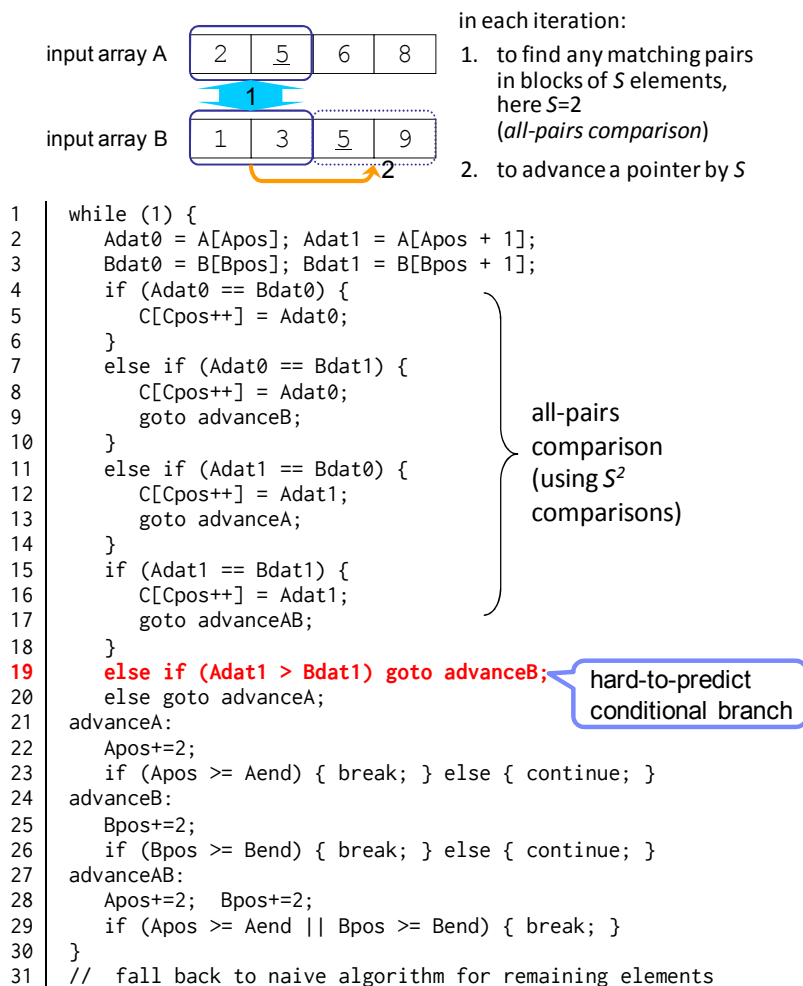 in each iteration:
input array A 2 5 6 8
1. to find any matching pairs
in blocks of S elements,
here S=2
(all-pairs comparison)
1
input array B 1 3 5 9
2
2. to advance a pointer by S
1 while (1) {
2 Adat0 = A[Apos]; Adat1 = A[Apos + 1];
3 Bdat0 = B[Bpos]; Bdat1 = B[Bpos + 1];
4 if (Adat0 == Bdat0) {
5 C[Cpos++] = Adat0;
6 }
7 else if (Adat0 == Bdat1) {
8 C[Cpos++] = Adat0;
9 goto advanceB;
10 }
11 else if (Adat1 == Bdat0) {
12 C[Cpos++] = Adat1;
13 goto advanceA;
14 }
15 if (Adat1 == Bdat1) {
16 C[Cpos++] = Adat1;
17 goto advanceAB;
18 }
19 else if (Adat1 > Bdat1) goto advanceB;
20 else goto advanceA;
21 advanceA:
22 Apos+=2;
23 if (Apos >= Aend) { break; } else { continue; }
24 advanceB:
25 Bpos+=2;
26 if (Bpos >= Bend) { break; } else { continue; }
27 advanceAB:
28 Apos+=2; Bpos+=2;
29 if (Apos >= Aend || Bpos >= Bend) { break; }
30 }
31 // fall back to naive algorithm for remaining elements
all-pairs
comparison
(using S²
comparisons)
hard-to-predict
conditional branch